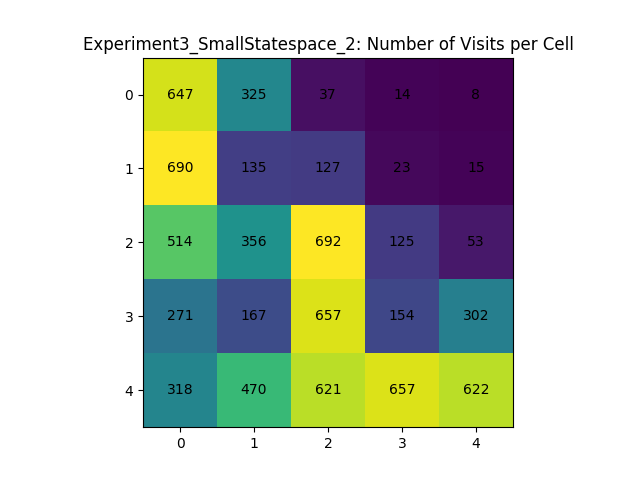 Experiment3_SmallStatespace_2: Number of Visits per Cell
0 647 325 37 14 8
1 690 135 127 23 15
2 514 356 692 125 53
3 271 167 657 154 302
4 318 470 621 657 622
0 1 2 3 4